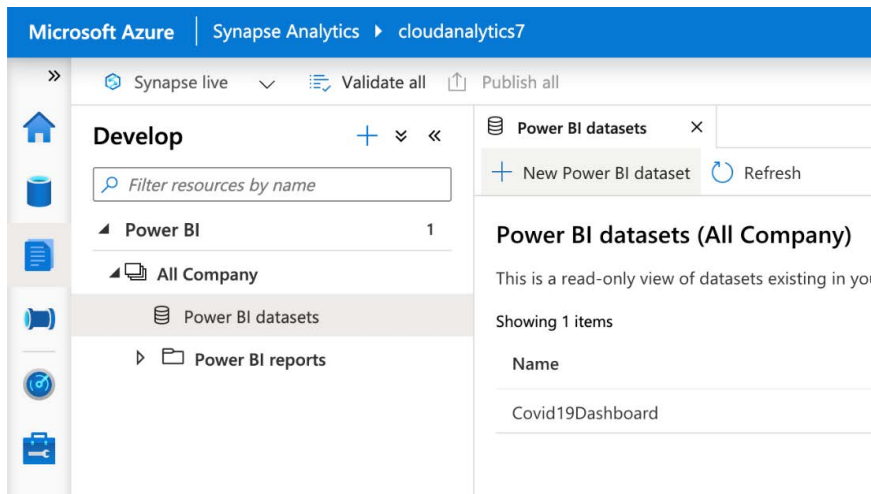 Microsoft Azure Synapse Analytics cloudanalytics7
Synapse live Validate all Publish all
Develop
Filter resources by name
Power BI 1
All Company
Power BI datasets
Power BI reports
Power BI datasets
New Power BI dataset Refresh
Power BI datasets (All Company)
This is a read-only view of datasets existing in you
Showing 1 items
Name
Covid19Dashboard